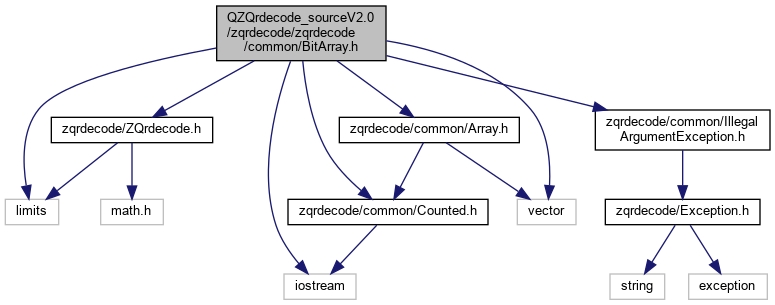 QZQrdecode_sourceV2.0
/zqrdecode/zqrdecode
/common/BitArray.h
zqrdecode/ZQrdecode.h
zqrdecode/common/Array.h
zqrdecode/common/Illegal
ArgumentException.h
limits
math.h
zqrdecode/common/Counted.h
vector
zqrdecode/Exception.h
iostream
string
exception